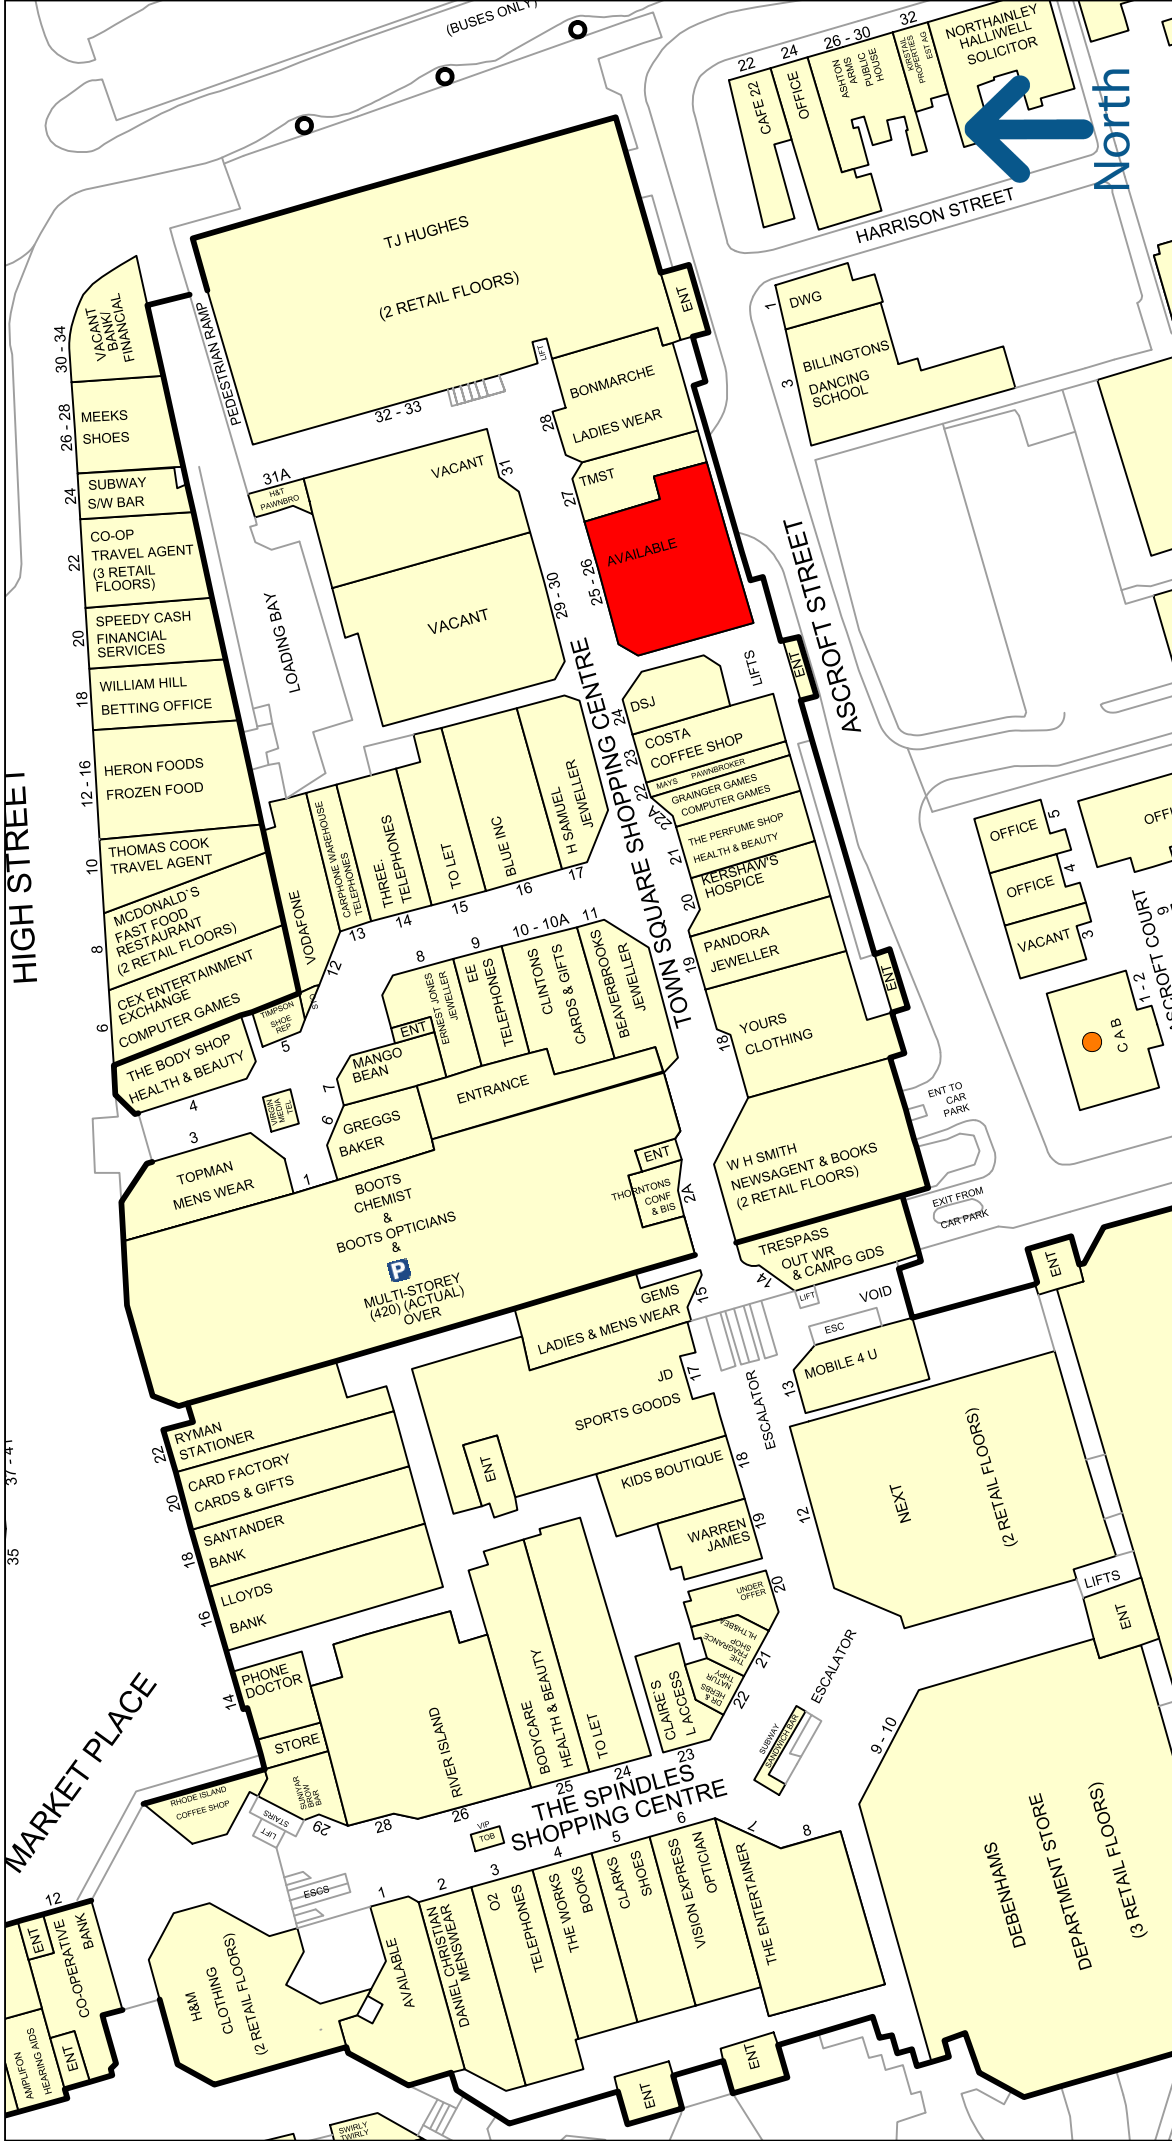 (BUSES ONLY)
22
24
26 - 30
32
CAFE 22
OFFICE
ASHTON
ARMS
PUBLIC
HOUSE
KIRSTAIL
PROPERTIES
EST AG
NORTHAINLEY
HALLIWELL
SOLICITOR
North
HARRISON STREET
TJ HUGHES
(2 RETAIL FLOORS)
ENT
LIFT
32 - 33
PEDESTRIAN RAMP
30 - 34
VACANT
BANK/
FINANCIAL
26 - 28
MEEKS
SHOES
24
SUBWAY
S/W BAR
22
CO-OP
TRAVEL AGENT
(3 RETAIL
FLOORS)
20
SPEEDY CASH
FINANCIAL
SERVICES
18
WILLIAM HILL
BETTING OFFICE
12 - 16
HERON FOODS
FROZEN FOOD
10
THOMAS COOK
TRAVEL AGENT
8
MCDONALD`S
FAST FOOD
RESTAURANT
(2 RETAIL FLOORS)
6
CEX ENTERTAINMENT
EXCHANGE
COMPUTER GAMES
HIGH STREET
1
DWG
3
BILLINGTONS
DANCING
SCHOOL
28
BONMARCHE
LADIES WEAR
27
TMST
25 - 26
AVAILABLE
31A
H&T
PAWNBRO
VACANT
31
VACANT
29 - 30
LOADING BAY
ASCROFT STREET
ENT
LIFTS
TOWN SQUARE SHOPPING CENTRE
24
DSJ
23
COSTA
COFFEE SHOP
22
MAYS PAWNBROKER
22A
GRAINGER GAMES
COMPUTER GAMES
21
THE PERFUME SHOP
HEALTH & BEAUTY
20
KERSHAW'S
HOSPICE
19
PANDORA
JEWELLER
18
YOURS
CLOTHING
ENT
VODAFONE
12
CARPHONE WAREHOUSE
TELEPHONES
13
THREE.
TELEPHONES
14
TO LET
15
BLUE INC
16
H SAMUEL
JEWELLER
17
8
ERNEST JONES
JEWELLER
9
EE
TELEPHONES
10 - 10A
CLINTONS
CARDS & GIFTS
11
BEAVERBROOKS
JEWELLER
ENT
7
MANGO
BEAN
6
GREGGS
BAKER
ENTRANCE
TIMPSON
SHOE
REP
5
THE BODY SHOP
HEALTH & BEAUTY
4
VIRGIN
MEDIA
TEL
3
TOPMAN
MENS WEAR
1
BOOTS
CHEMIST
&
BOOTS OPTICIANS
&
P
MULTI-STOREY
(420) (ACTUAL)
OVER
ENT
THORNTONS
CONF
& BIS
2A
W H SMITH
NEWSAGENT & BOOKS
(2 RETAIL FLOORS)
TRESPASS
OUT WR
& CAMPG GDS
14
LIFT
VOID
ESC
ENT TO
CAR
PARK
EXIT FROM
CAR PARK
OFFICE
5
OFFICE
4
VACANT
3
OFFI
ASCROFT COURT
9
1 - 2
C A B
ENT
GEMS
LADIES & MENS WEAR
15
JD
SPORTS GOODS
17
ENT
KIDS BOUTIQUE
18
WARREN
JAMES
19
ESCALATOR
MOBILE 4 U
13
NEXT
(2 RETAIL FLOORS)
12
LIFTS
ENT
22
RYMAN
STATIONER
20
CARD FACTORY
CARDS & GIFTS
18
SANTANDER
BANK
16
LLOYDS
BANK
14
PHONE
DOCTOR
STORE
37 - 41
35
MARKET PLACE
RIVER ISLAND
BODYCARE
HEALTH & BEAUTY
TO LET
CLAIRE'S
L ACCESS
UNDER
OFFER
20
THE
FRAGRANCE
SHOP
HLTH&BEA
21
DR &
HERBS
NATUR
THPY
22
23
24
25
26
28
29
ESCALATOR
SUBWAY
SANDWICH BAR
THE SPINDLES
SHOPPING CENTRE
RHODE ISLAND
COFFEE SHOP
STAIRS
LIFT
VIP
TOB
ESCS
1
AVAILABLE
2
DANIEL CHRISTIAN
MENSWEAR
3
O2
TELEPHONES
4
THE WORKS
BOOKS
5
CLARKS
SHOES
6
VISION EXPRESS
OPTICIAN
7
THE ENTERTAINER
8
9 - 10
DEBENHAMS
DEPARTMENT STORE
(3 RETAIL FLOORS)
12
ENT
CO-OPERATIVE
BANK
ENT
AMPLIFON
HEARING AIDS
H&M
CLOTHING
(2 RETAIL FLOORS)
ENT
ENT
SWIRLY
TWIRLY